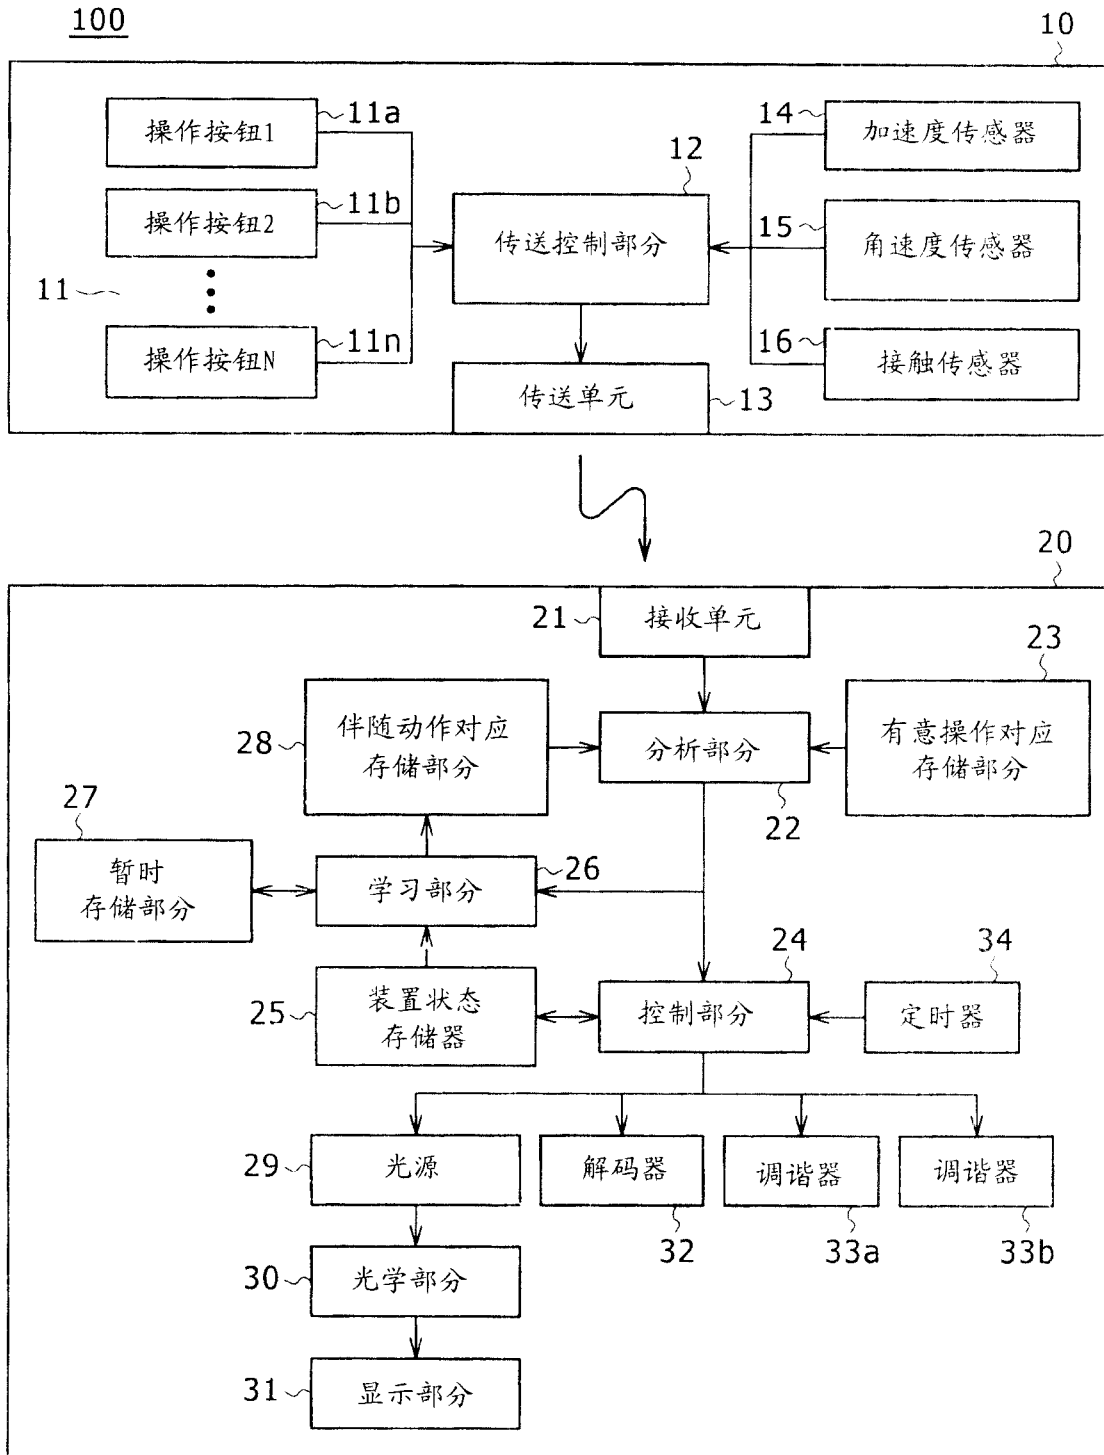 100
10
操作按钮1
11a
14
加速度传感器
12
操作按钮2
11b
传送控制部分
15
角速度传感器
11
操作按钮N
11n
16
接触传感器
传送单元
13
20
21
接收单元
23
28
伴随动作对应
存储部分
分析部分
22
有意操作对应
存储部分
27
暂时
存储部分
学习部分
26
24
34
25
装置状态
存储器
控制部分
定时器
29
光源
解码器
调谐器
调谐器
32
33a
33b
30
光学部分
31
显示部分